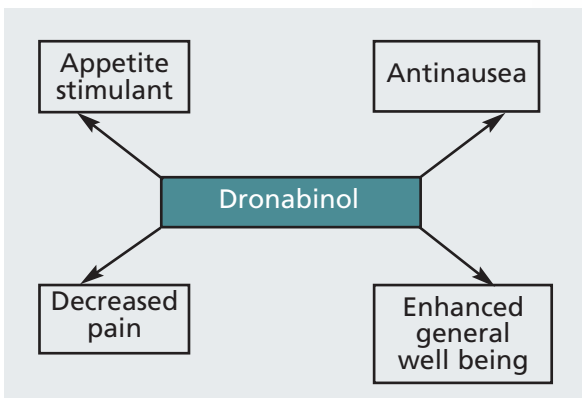 Appetite
stimulant
Antinausea
Dronabinol
Decreased
pain
Enhanced
general
well being